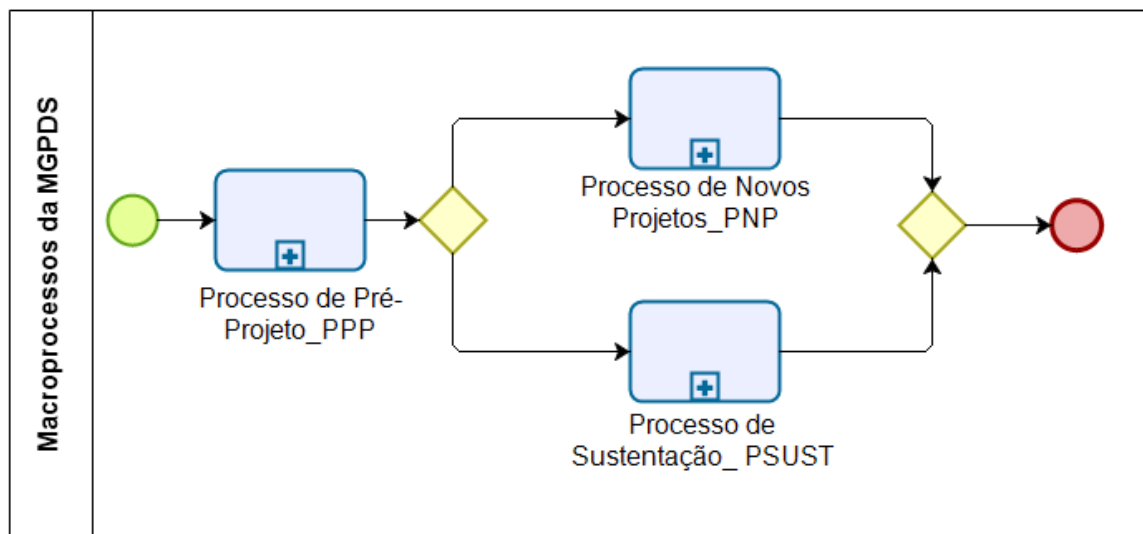 Macroprocessos da MGPDS
Processo de Pré-
Projeto_PPP
Processo de Novos
Projetos_PNP
Processo de
Sustentação_ PSUST